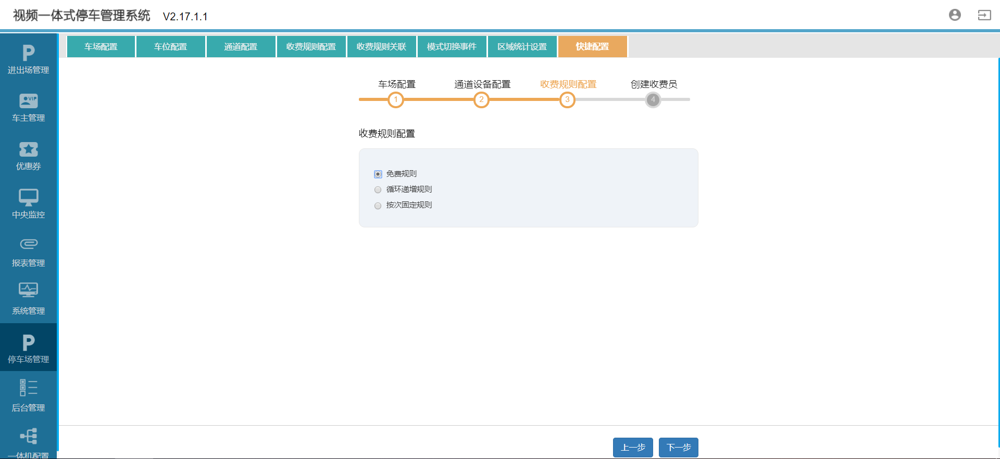 视频一体式停车管理系统 V2.17.1.1
车场配置 车位配置 通道配置 收费规则配置 收费规则关联 模式切换事件 区域统计设置 快捷配置
P
进出场管理
VIP
车主管理
优惠券
中央监控
报表管理
系统管理
P
停车场管理
后台管理
一体机配置
车场配置 通道设备配置 收费规则配置 创建收费员
1 2 3 4
收费规则配置
免费规则
循环递增规则
按次固定规则
上一步 下一步